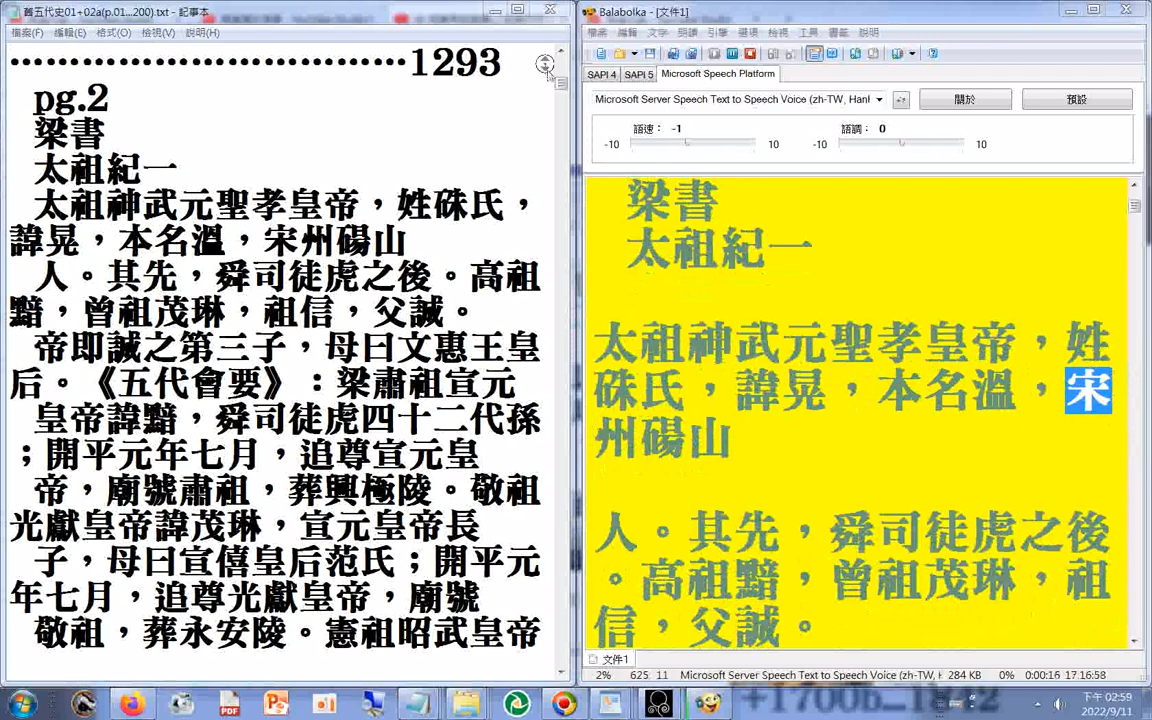 舊五代史01+02a(p.01...200).txt - 記事本
檔案(F) 編輯(E) 格式(O) 檢視(V) 說明(H)
•••••••••••••••••••••••••••••••••1293
pg.2
梁書
太祖紀一
太祖神武元聖孝皇帝，姓硃氏，
諱晃，本名溫，宋州碭山
人。其先，舜司徒虎之後。高祖
黯，曾祖茂琳，祖信，父誠。
帝即誠之第三子，母曰文惠王皇
后。《五代會要》：梁肅祖宣元
皇帝諱黯，舜司徒虎四十二代孫
；開平元年七月，追尊宣元皇
帝，廟號肅祖，葬興極陵。敬祖
光獻皇帝諱茂琳，宣元皇帝長
子，母曰宣僖皇后范氏；開平元
年七月，追尊光獻皇帝，廟號
敬祖，葬永安陵。憲祖昭武皇帝
Balabolka - [文件1]
檔案 編輯 文字 朗讀 引擎 選項 檢視 工具 書籤 說明
SAPI 4 SAPI 5 Microsoft Speech Platform
Microsoft Server Speech Text to Speech Voice (zh-TW, Hanl
關於 預設
語速： -1 語調： 0
-10 10 -10 10
梁書
太祖紀一
太祖神武元聖孝皇帝，姓
硃氏，諱晃，本名溫，宋
州碭山
人。其先，舜司徒虎之後
。高祖黯，曾祖茂琳，祖
信，父誠。
文件1
2% 625: 11 Microsoft Server Speech Text to Speech Voice (zh-TW, H 284 KB 0% 0:00:16 17:16:58
下午 02:59
2022/9/11